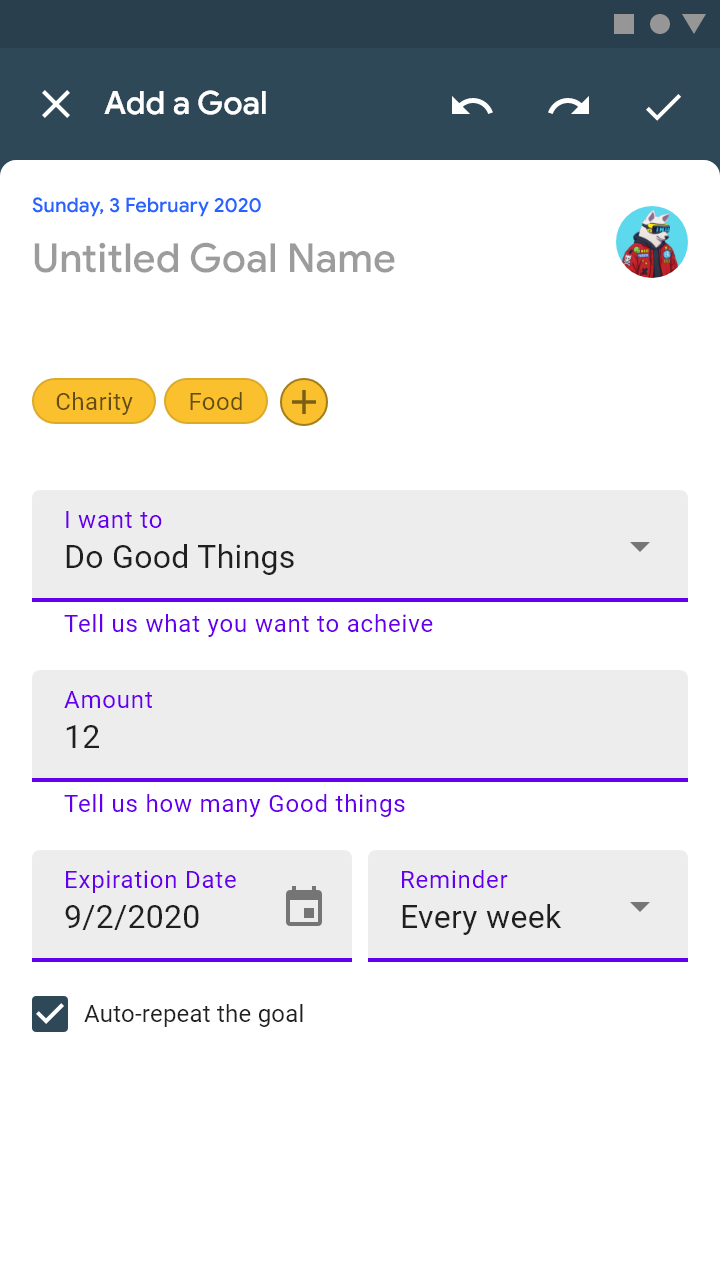 Add a Goal
Sunday, 3 February 2020
Untitled Goal Name
Charity Food
I want to
Do Good Things
Tell us what you want to acheive
Amount
12
Tell us how many Good things
Expiration Date Reminder
9/2/2020 Every week
Auto-repeat the goal